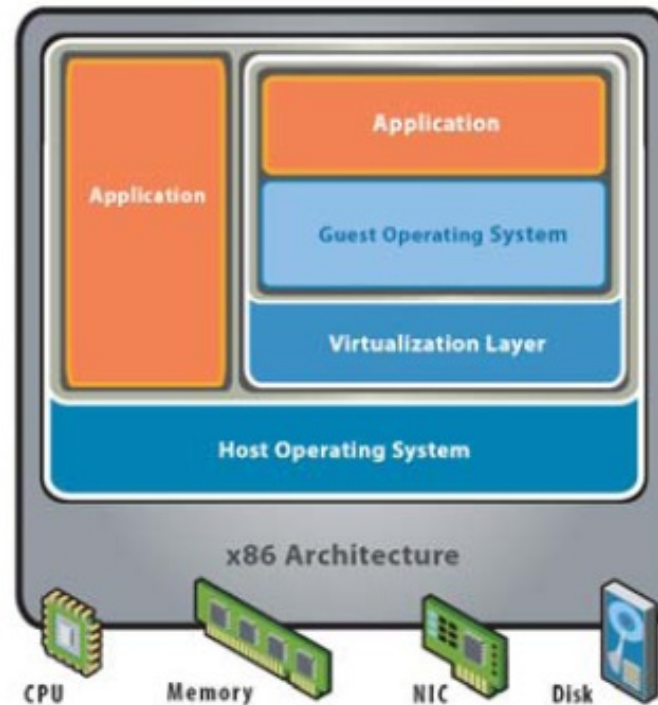 Application
Application
Guest Operating System
Virtualization Layer
Host Operating System
x86 Architecture
CPU
Memory
NIC
Disk